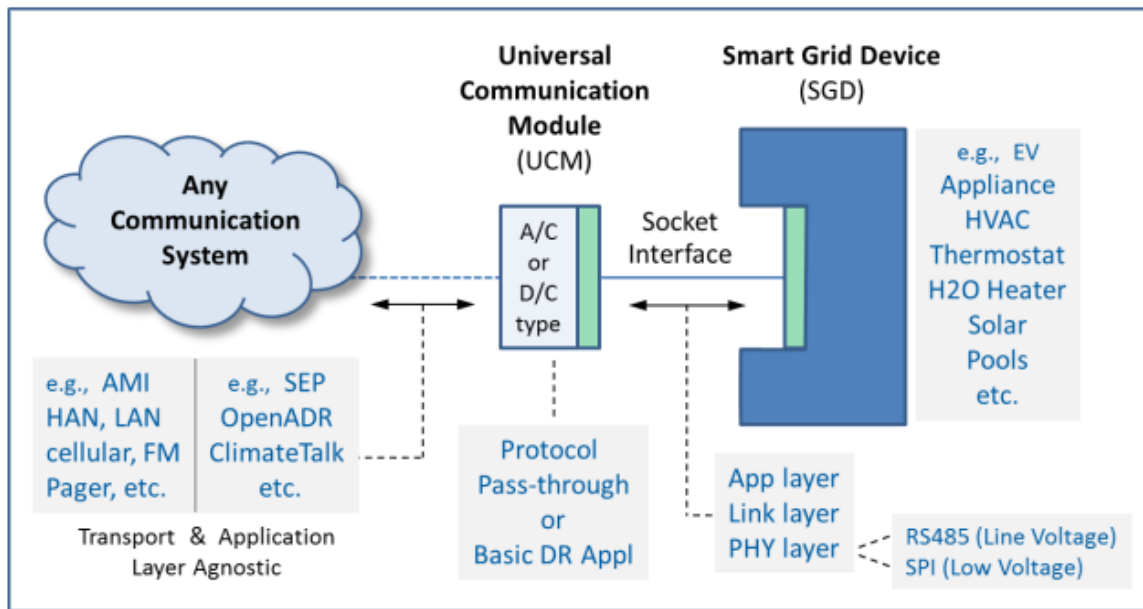 Universal
Communication
Module
(UCM)
Smart Grid Device
(SGD)
Any
Communication
System
A/C
or
D/C
type
Socket
Interface
e.g., EV
Appliance
HVAC
Thermostat
H2O Heater
Solar
Pools
etc.
e.g., AMI
HAN, LAN
cellular, FM
Pager, etc.
e.g., SEP
OpenADR
ClimateTalk
etc.
Transport & Application
Layer Agnostic
Protocol
Pass-through
or
Basic DR Appl
App layer
Link layer
PHY layer
RS485 (Line Voltage)
SPI (Low Voltage)